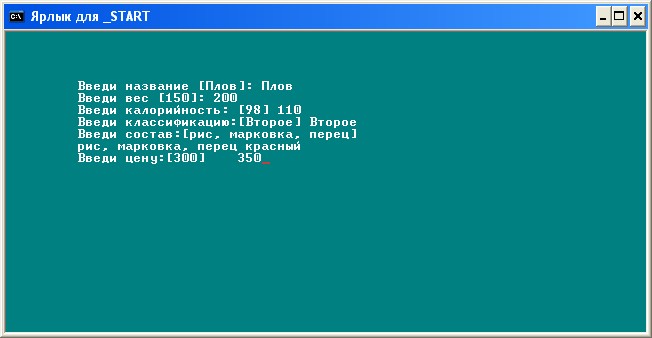 Ярлык для _START
Введи название [Плов]: Плов
Введи вес [150]: 200
Введи калорийность: [98] 110
Введи классификацию:[Второе] Второе
Введи состав:[рис, марковка, перец]
рис, марковка, перец красный
Введи цену:[300]    350_